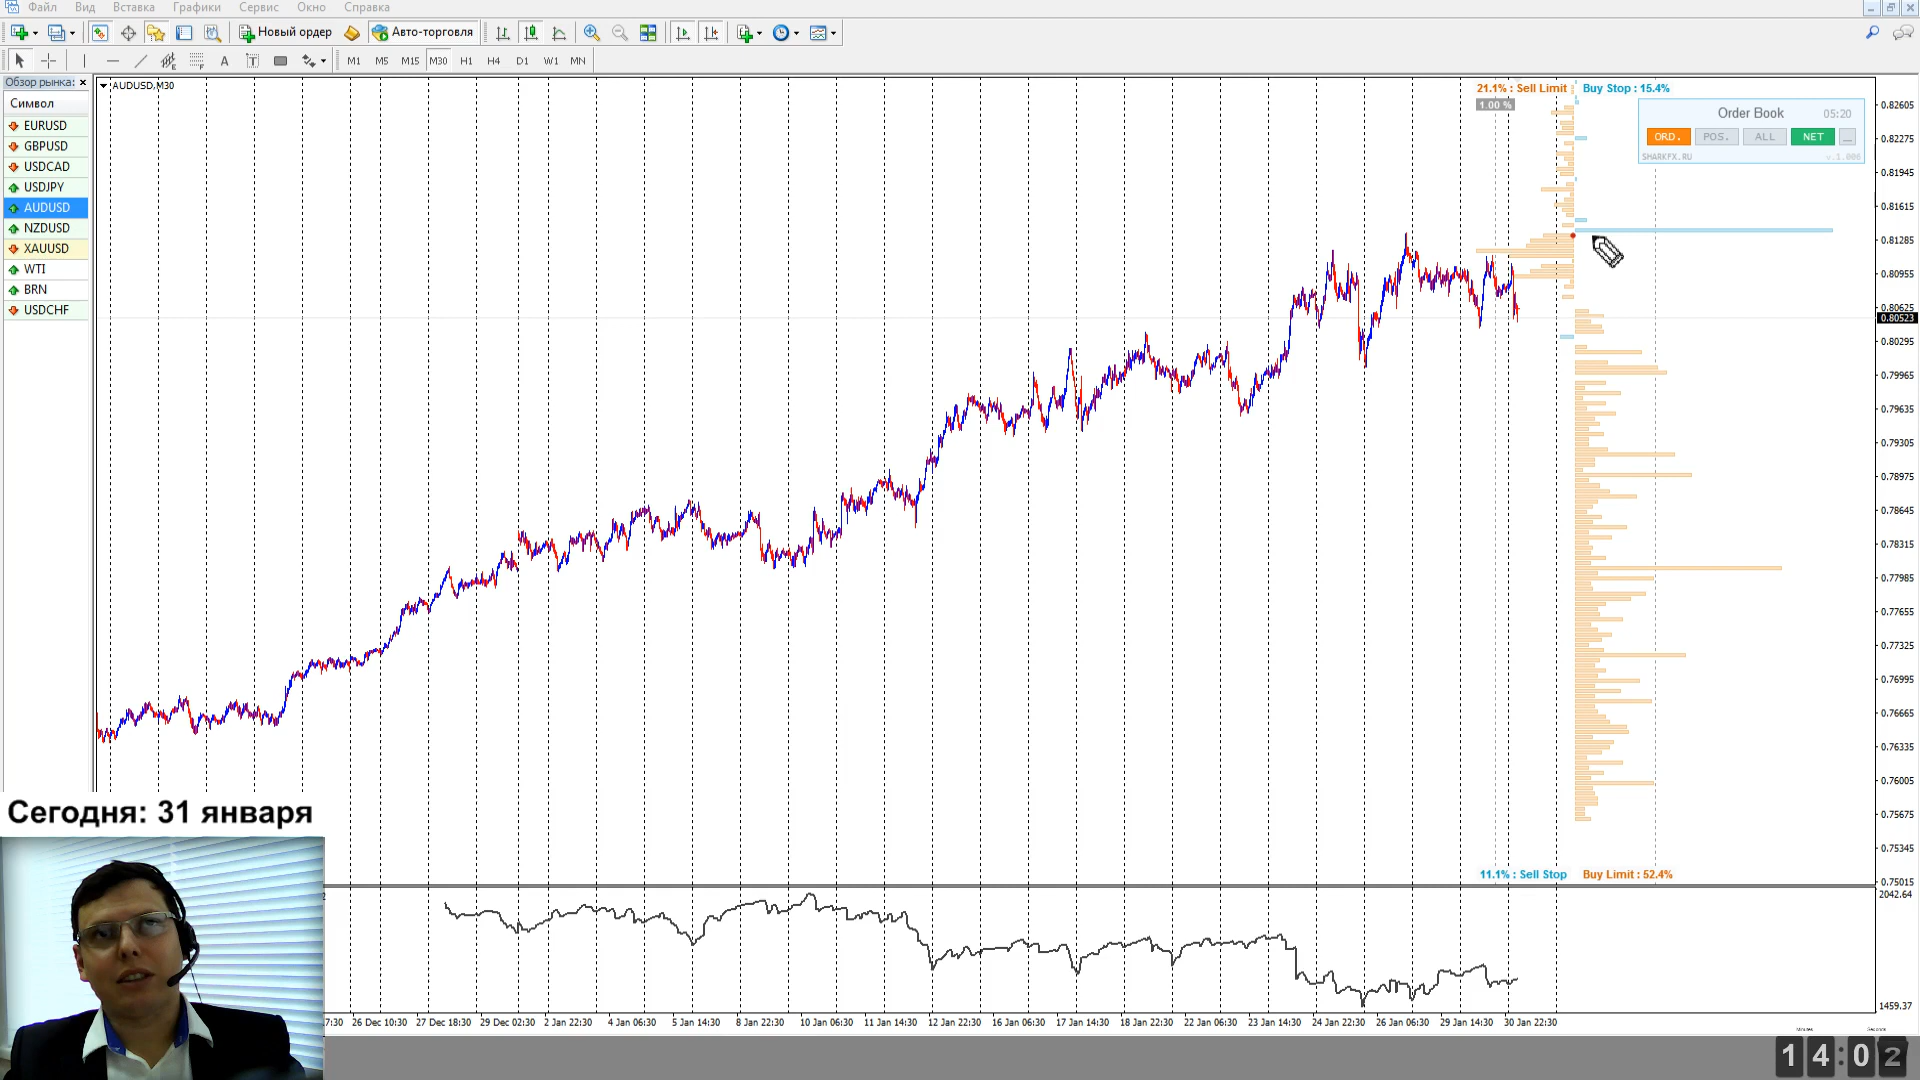 Файл Вид Вставка Графики Сервис Окно Справка
Новый ордер Авто-торговля
A T M1 M5 M15 M30 H1 H4 D1 W1 MN
Обзор рынка:
Символ
EURUSD
GBPUSD
USDCAD
USDJPY
AUDUSD
NZDUSD
XAUUSD
WTI
BRN
USDCHF
AUDUSD,M30
21.1% : Sell Limit Buy Stop : 15.4%
1.00 %
Order Book 05:20
ORD. POS. ALL NET
SHARKFX.RU v.1.006
0.82605
0.82275
0.81945
0.81615
0.81285
0.80955
0.80625
0.80523
0.80295
0.79965
0.79635
0.79305
0.78975
0.78645
0.78315
0.77985
0.77655
0.77325
0.76995
0.76665
0.76335
0.76005
0.75675
0.75345
0.75015
11.1% : Sell Stop Buy Limit : 52.4%
2042.64
1459.37
Сегодня: 31 января
7:30 26 Dec 10:30 27 Dec 18:30 29 Dec 02:30 2 Jan 22:30 4 Jan 06:30 5 Jan 14:30 8 Jan 22:30 10 Jan 06:30 11 Jan 14:30 12 Jan 22:30 16 Jan 06:30 17 Jan 14:30 18 Jan 22:30 22 Jan 06:30 23 Jan 14:30 24 Jan 22:30 26 Jan 06:30 29 Jan 14:30 30 Jan 22:30
Minutes Seconds
14:02